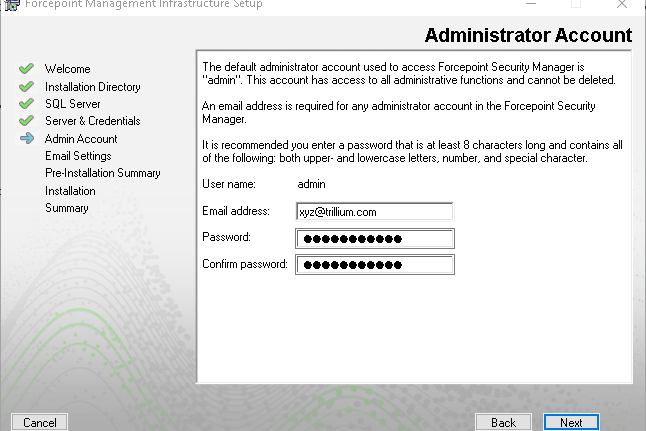 Forcepoint Management Infrastructure Setup
Administrator Account
Welcome
Installation Directory
SQL Server
Server & Credentials
Admin Account
Email Settings
Pre-Installation Summary
Installation
Summary
The default administrator account used to access Forcepoint Security Manager is
"admin". This account has access to all administrative functions and cannot be deleted.
An email address is required for any administrator account in the Forcepoint Security
Manager.
It is recommended you enter a password that is at least 8 characters long and contains all
of the following: both upper- and lowercase letters, number, and special character.
User name: admin
Email address: xyz@trillium.com
Password: ●●●●●●●●●●●
Confirm password: ●●●●●●●●●●●
Cancel Back Next